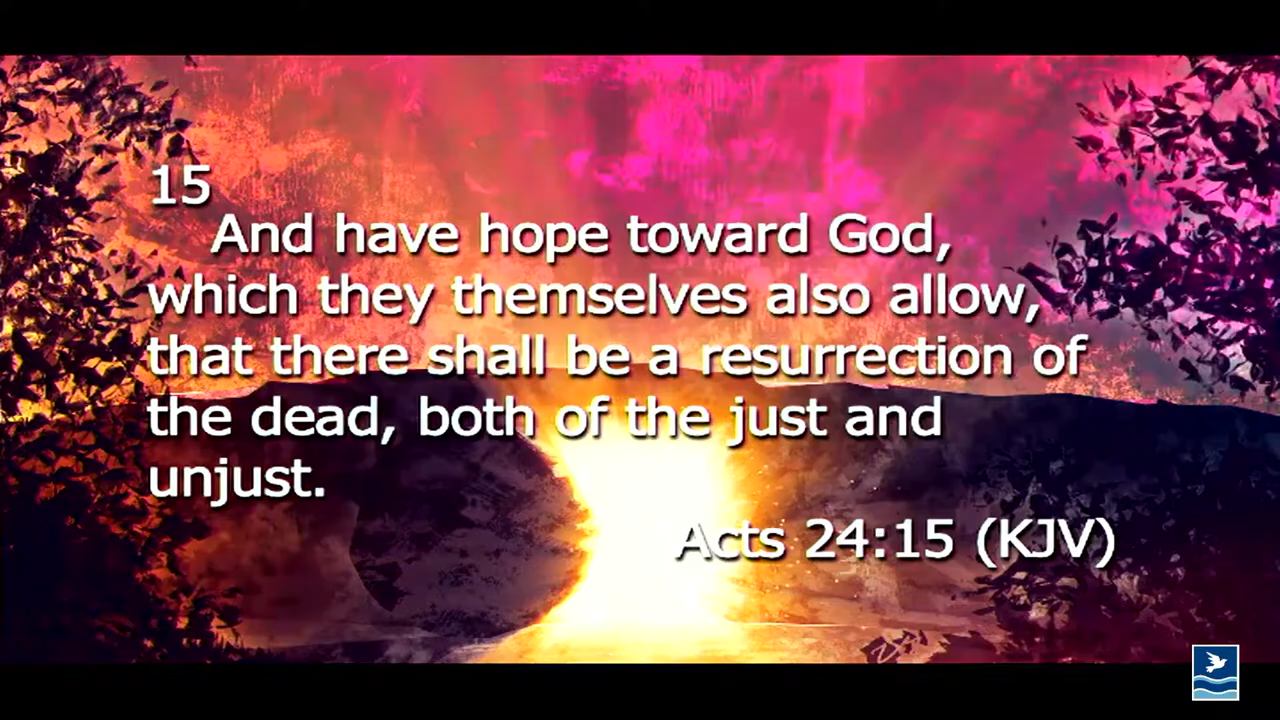 15
And have hope toward God,
which they themselves also allow,
that there shall be a resurrection of
the dead, both of the just and
unjust.
Acts 24:15 (KJV)